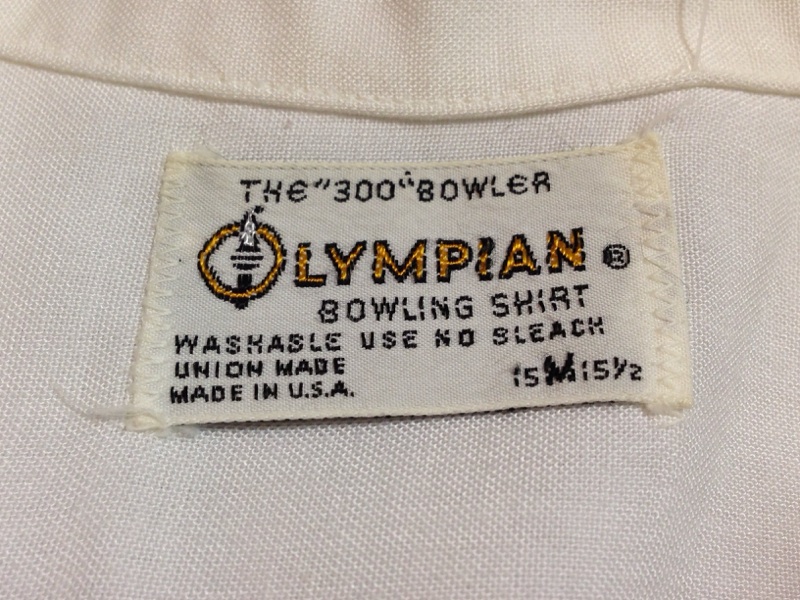 THE "300" BOWLER
OLYMPIAN ®
BOWLING SHIRT
WASHABLE USE NO BLEACH
UNION MADE
MADE IN U.S.A.
15 M 15½